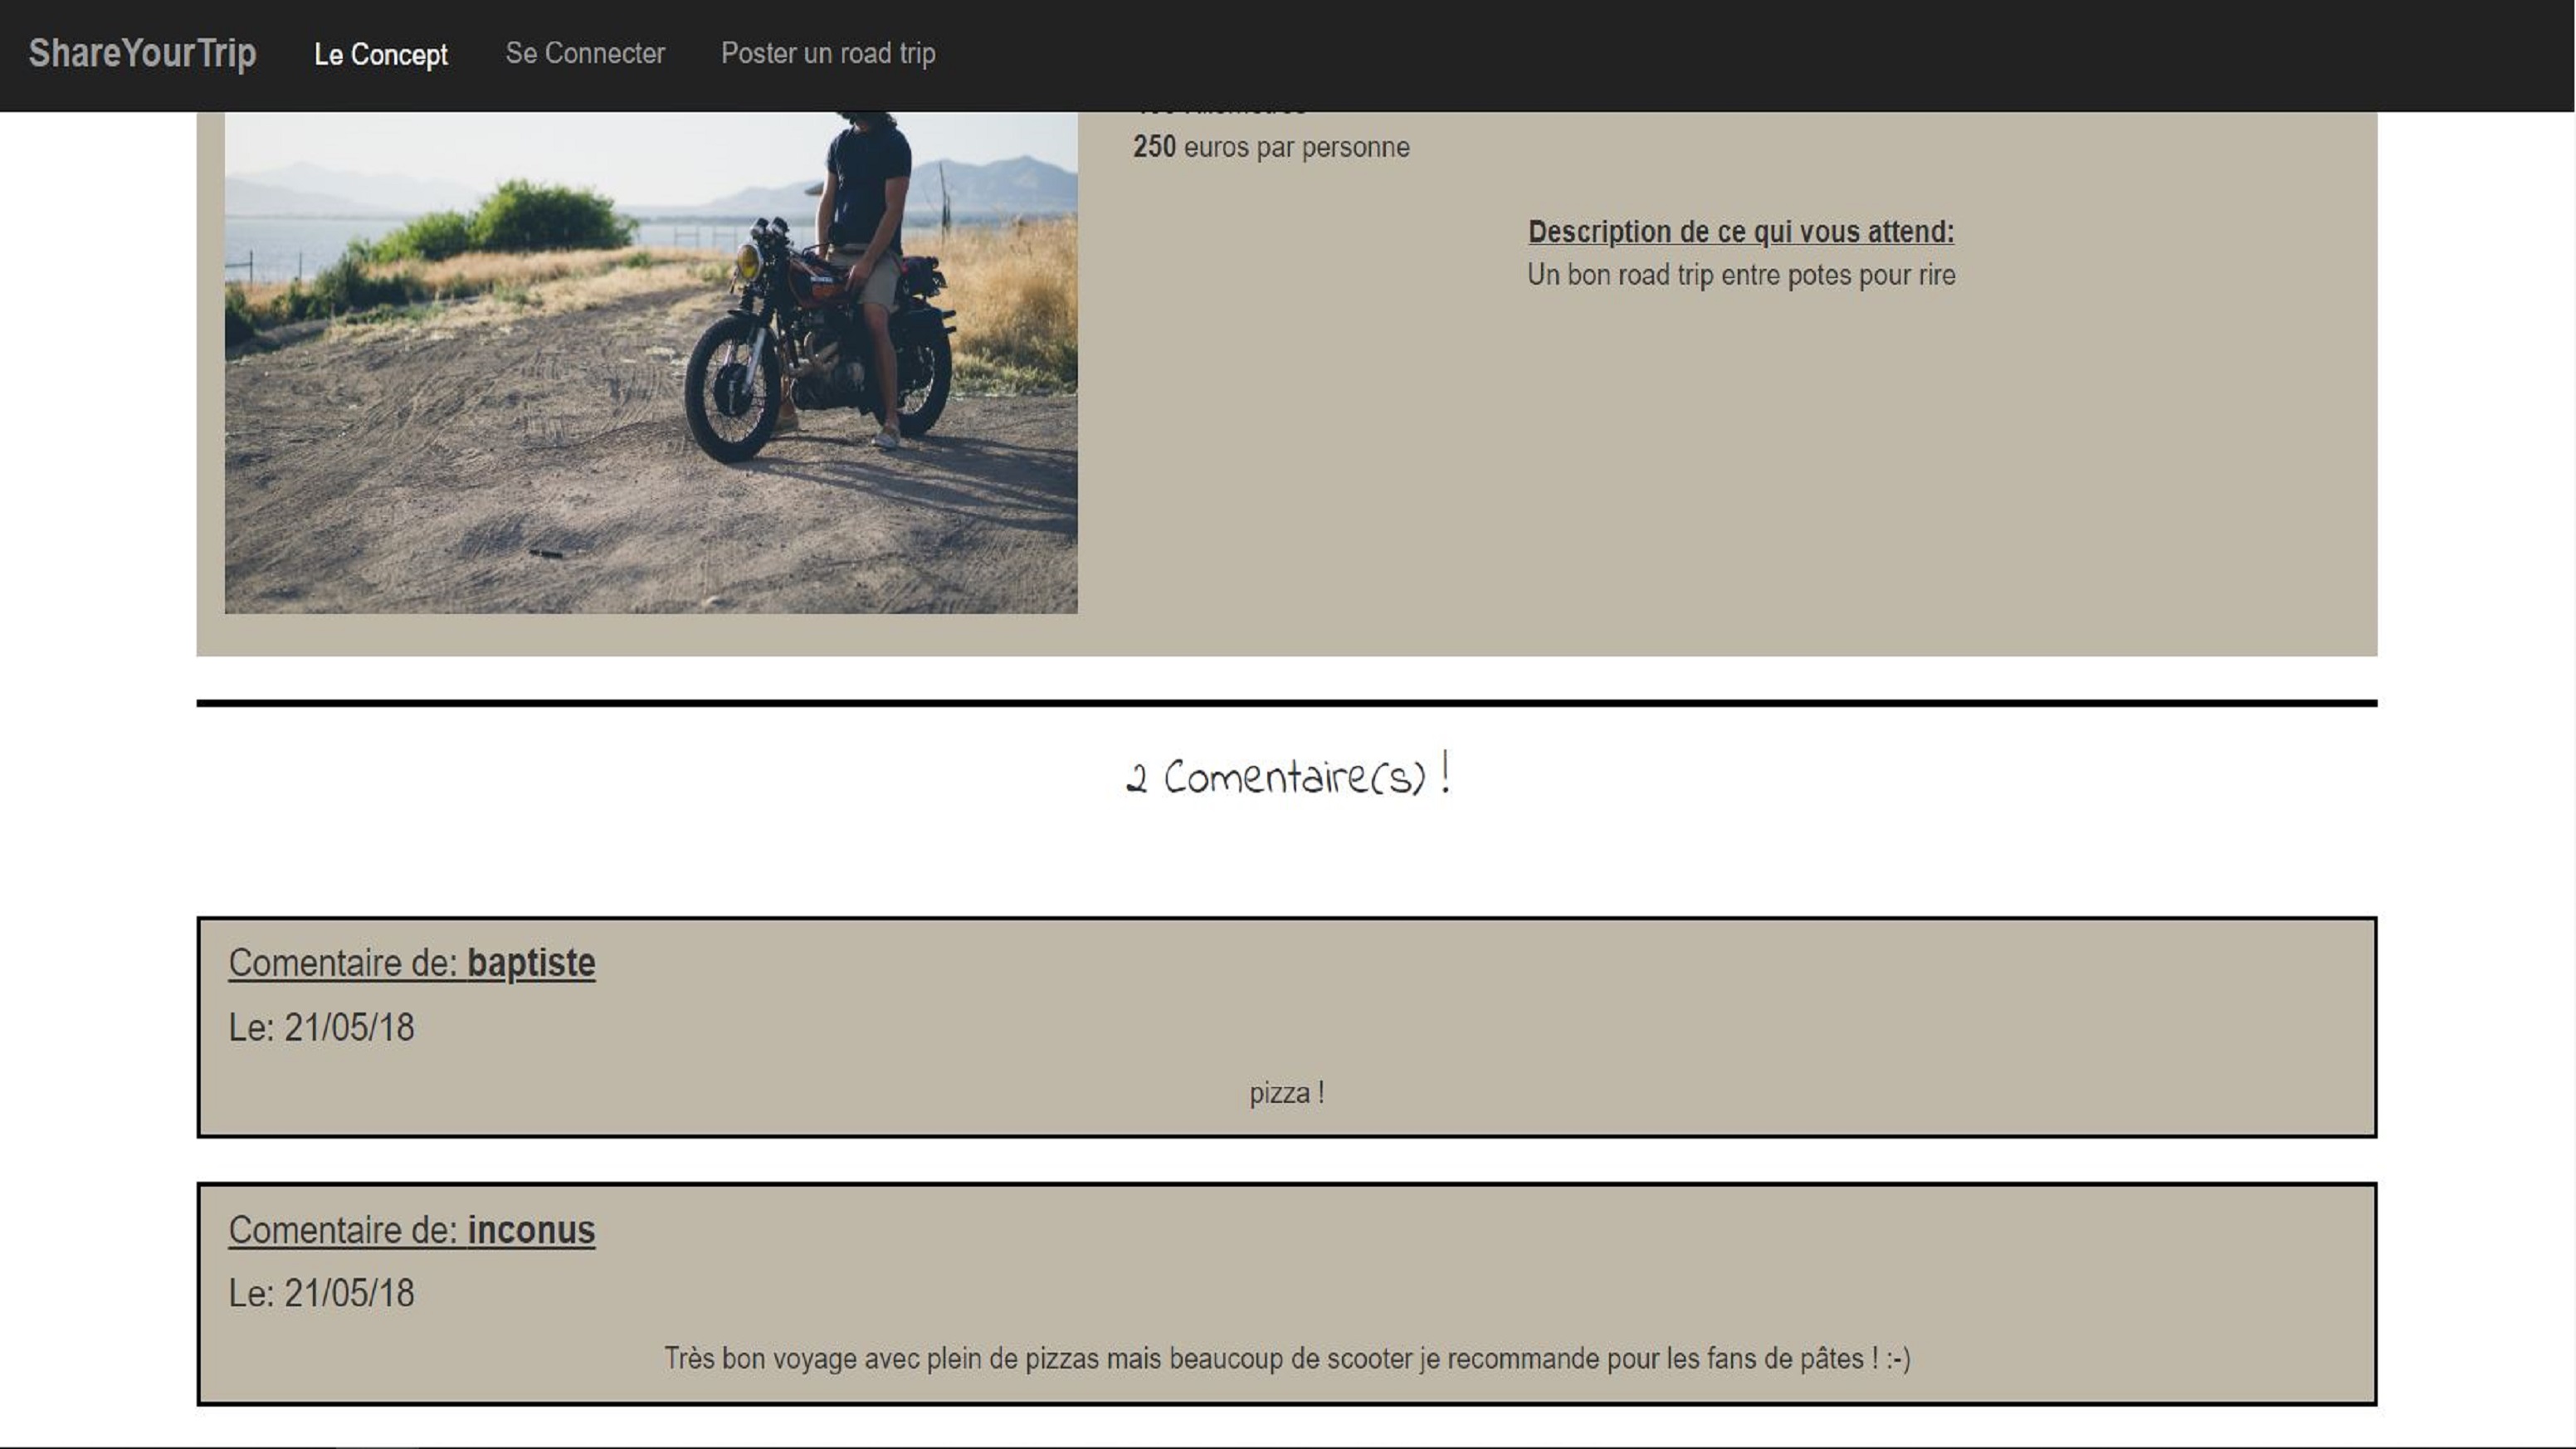 ShareYourTrip Le Concept Se Connecter Poster un road trip
250 euros par personne
Description de ce qui vous attend:
Un bon road trip entre potes pour rire
2 Comentaire(s) !
Comentaire de: baptiste
Le: 21/05/18
pizza !
Comentaire de: inconus
Le: 21/05/18
Très bon voyage avec plein de pizzas mais beaucoup de scooter je recommande pour les fans de pâtes ! :-)